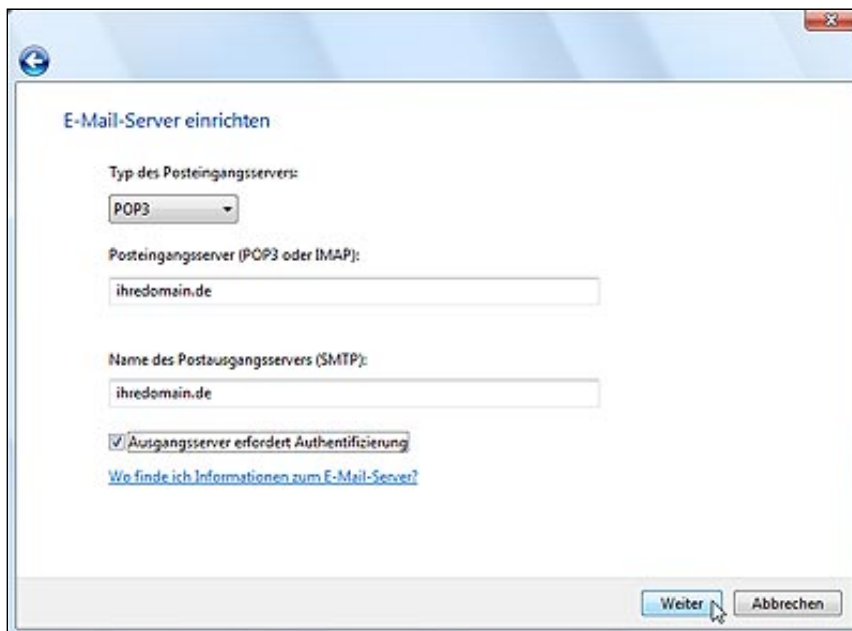 E-Mail-Server einrichten
Typ des Posteingangsservers:
POP3
Posteingangsserver (POP3 oder IMAP):
ihredomain.de
Name des Postausgangsservers (SMTP):
ihredomain.de
Ausgangsserver erfordert Authentifizierung
Wo finde ich Informationen zum E-Mail-Server?
Weiter Abbrechen